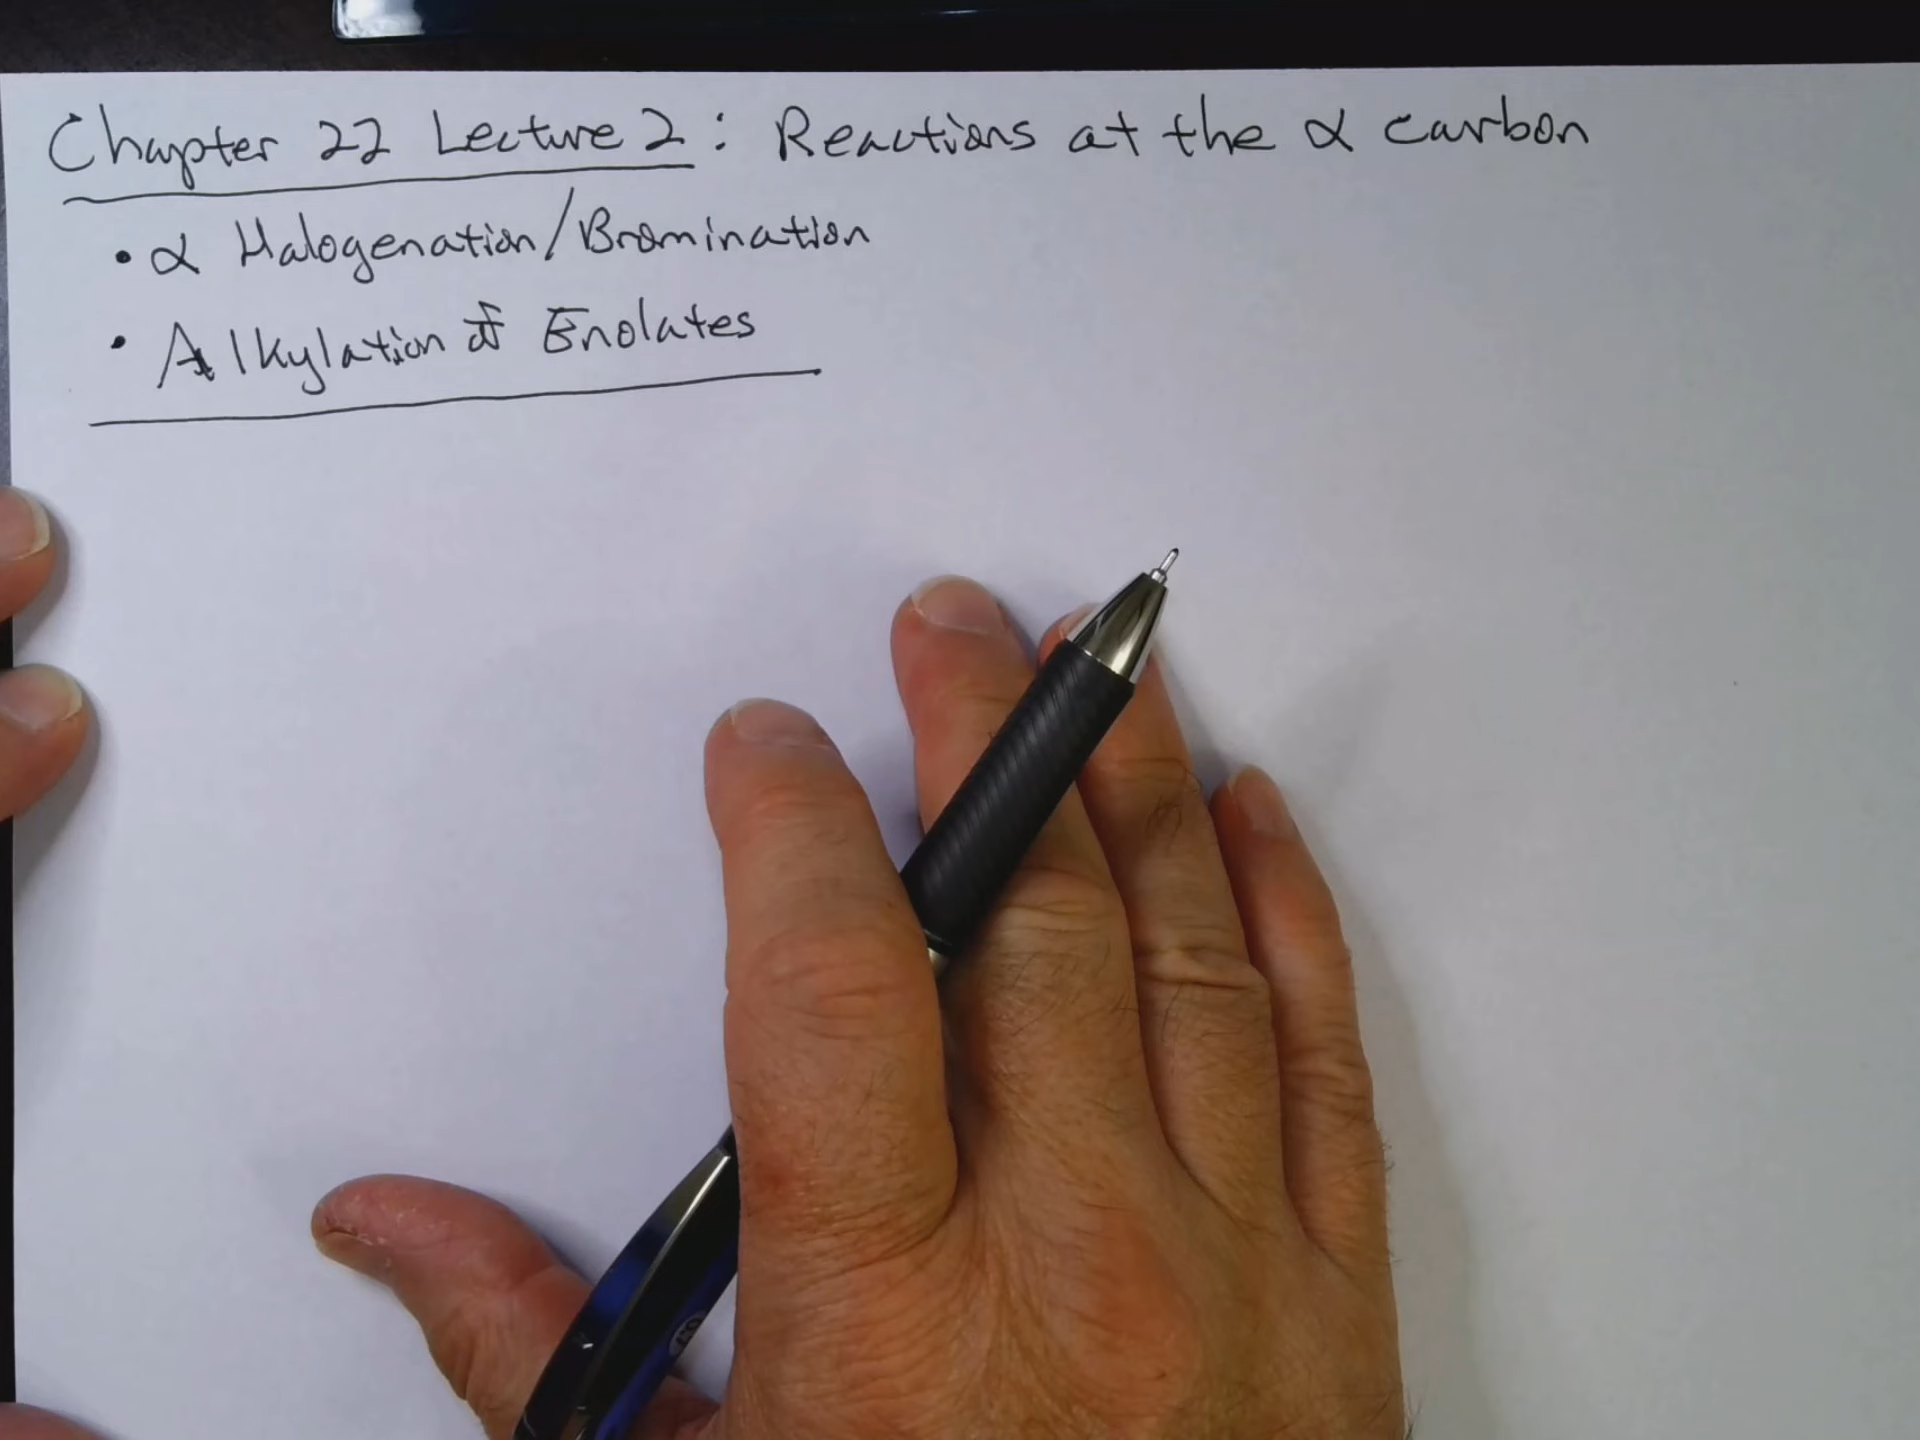 Chapter 22 Lecture 2 : Reactions at the α carbon
• α Halogenation/Bromination
• Alkylation of Enolates